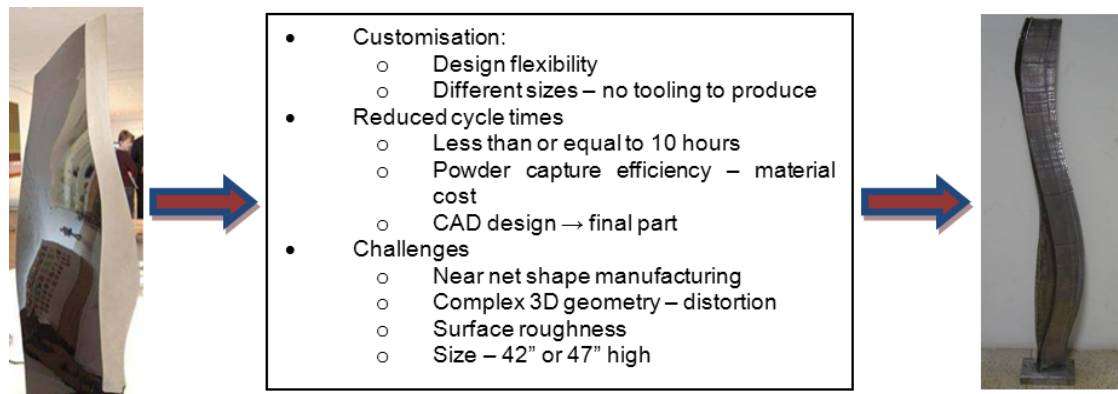 • Customisation:
o Design flexibility
o Different sizes – no tooling to produce
• Reduced cycle times
o Less than or equal to 10 hours
o Powder capture efficiency – material
cost
o CAD design → final part
• Challenges
o Near net shape manufacturing
o Complex 3D geometry – distortion
o Surface roughness
o Size – 42” or 47” high